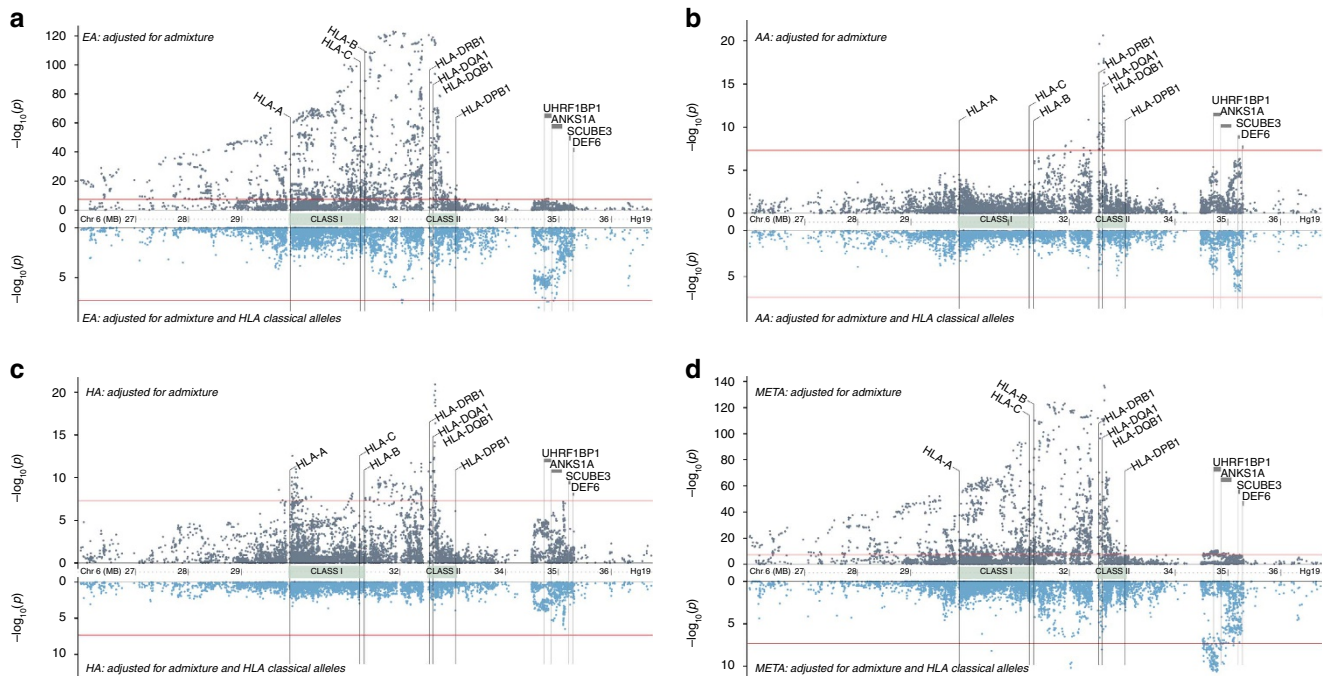 a
EA: adjusted for admixture
120
100
80
60
40
20
0
–log10(p)
HLA-A
HLA-B
HLA-C
HLA-DRB1
HLA-DQA1
HLA-DQB1
HLA-DPB1
UHRF1BP1
ANKS1A
SCUBE3
DEF6
Chr 6 (MB) 27 28 29 CLASS I 32 CLASS II 34 35 36 Hg19
0
5
–log10(p)
EA: adjusted for admixture and HLA classical alleles
b
AA: adjusted for admixture
20
15
10
5
0
–log10(p)
HLA-A
HLA-C
HLA-B
HLA-DRB1
HLA-DQA1
HLA-DQB1
HLA-DPB1
UHRF1BP1
ANKS1A
SCUBE3
DEF6
Chr 6 (MB) 27 28 29 CLASS I 32 CLASS II 34 35 36 Hg19
0
5
–log10(p)
AA: adjusted for admixture and HLA classical alleles
c
HA: adjusted for admixture
20
15
10
5
0
–log10(p)
HLA-A
HLA-C
HLA-B
HLA-DRB1
HLA-DQA1
HLA-DQB1
HLA-DPB1
UHRF1BP1
ANKS1A
SCUBE3
DEF6
Chr 6 (MB) 27 28 29 CLASS I 32 CLASS II 34 35 36 Hg19
0
5
10
–log10(p)
HA: adjusted for admixture and HLA classical alleles
d
META: adjusted for admixture
140
120
100
80
60
40
20
0
–log10(p)
HLA-A
HLA-B
HLA-C
HLA-DRB1
HLA-DQA1
HLA-DQB1
HLA-DPB1
UHRF1BP1
ANKS1A
SCUBE3
DEF6
Chr 6 (MB) 27 28 29 CLASS I 32 CLASS II 34 35 36 Hg19
0
5
10
–log10(p)
META: adjusted for admixture and HLA classical alleles